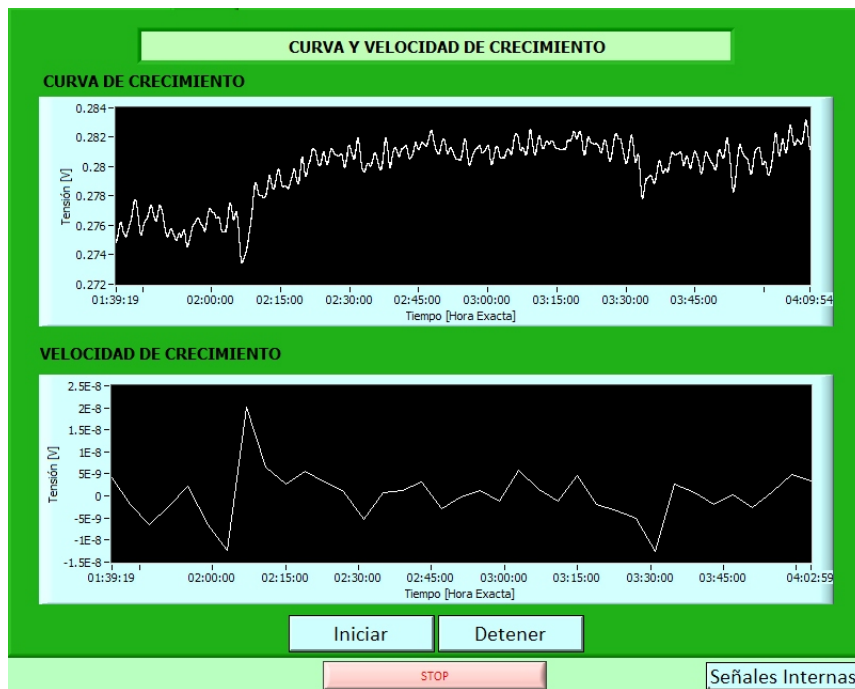 CURVA Y VELOCIDAD DE CRECIMIENTO
CURVA DE CRECIMIENTO
Tensión [V]
0.284
0.282
0.28
0.278
0.276
0.274
0.272
01:39:19 02:00:00 02:15:00 02:30:00 02:45:00 03:00:00 03:15:00 03:30:00 03:45:00 04:09:54
Tiempo [Hora Exacta]
VELOCIDAD DE CRECIMIENTO
Tensión [V]
2.5E-8
2E-8
1.5E-8
1E-8
5E-9
0
-5E-9
-1E-8
-1.5E-8
01:39:19 02:00:00 02:15:00 02:30:00 02:45:00 03:00:00 03:15:00 03:30:00 03:45:00 04:02:59
Tiempo [Hora Exacta]
Iniciar Detener
STOP
Señales Internas